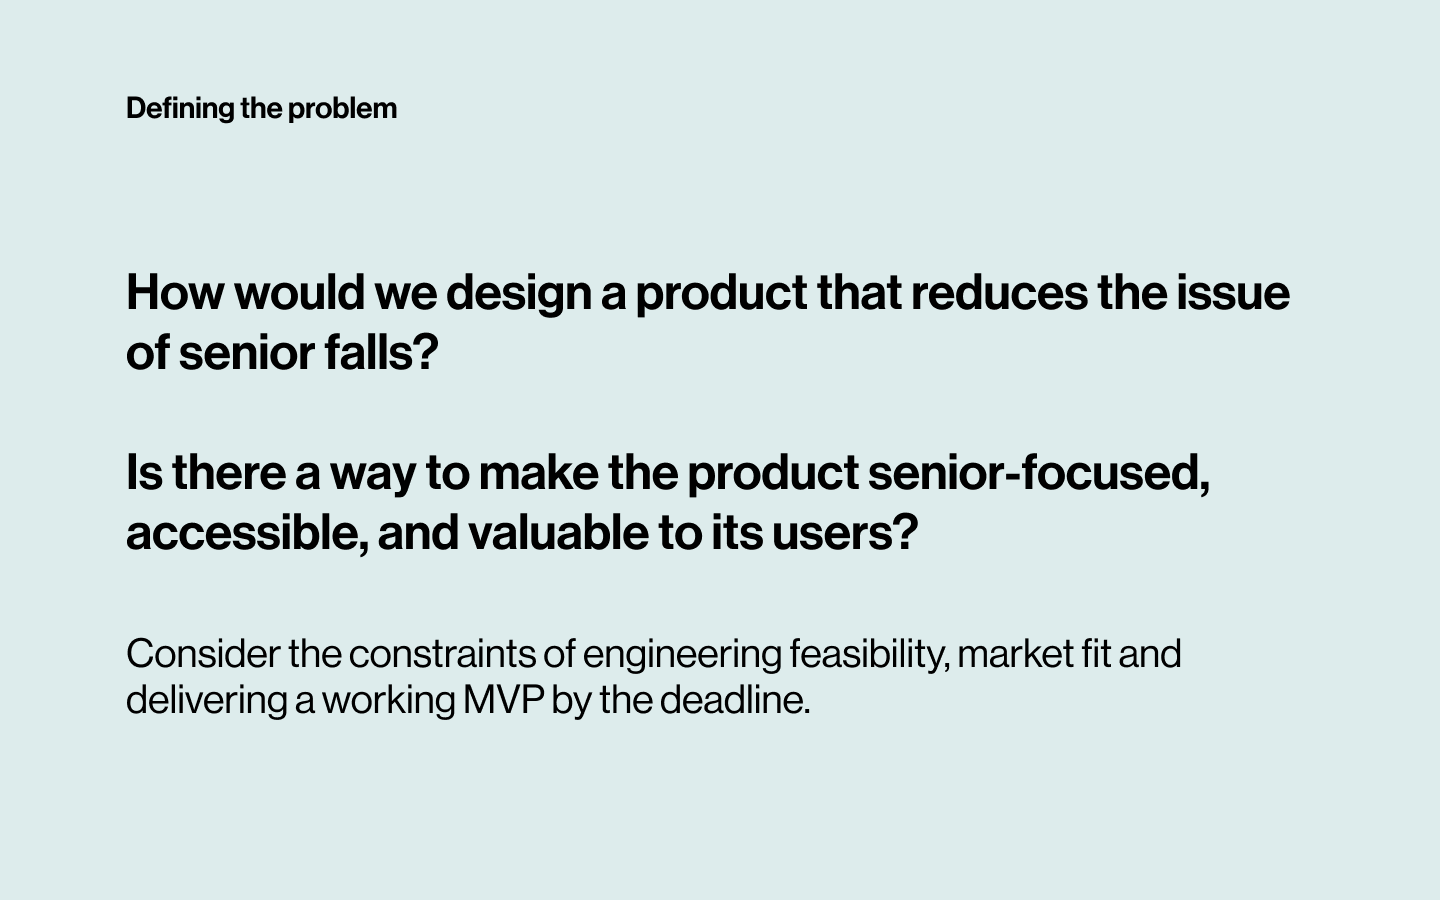 Defining the problem
How would we design a product that reduces the issue
of senior falls?
Is there a way to make the product senior-focused,
accessible, and valuable to its users?
Consider the constraints of engineering feasibility, market fit and
delivering a working MVP by the deadline.